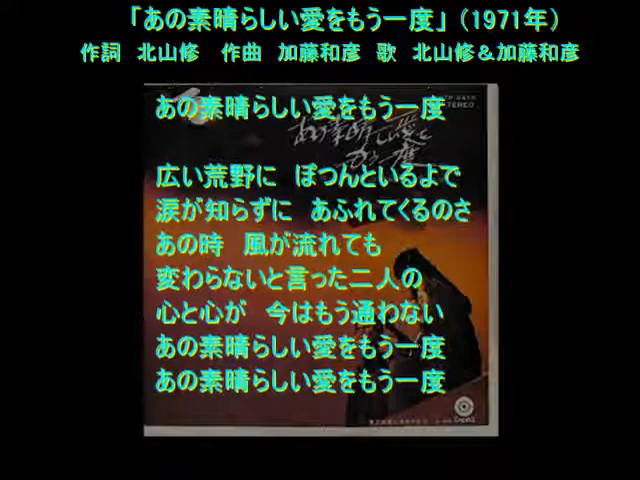 「あの素晴らしい愛をもう一度」（1971年）
作詞　北山修　作曲　加藤和彦　歌　北山修＆加藤和彦
あの素晴らしい愛をもう一度
広い荒野に　ぽつんといるよで
涙が知らずに　あふれてくるのさ
あの時　風が流れても
変わらないと言った二人の
心と心が　今はもう通わない
あの素晴らしい愛をもう一度
あの素晴らしい愛をもう一度